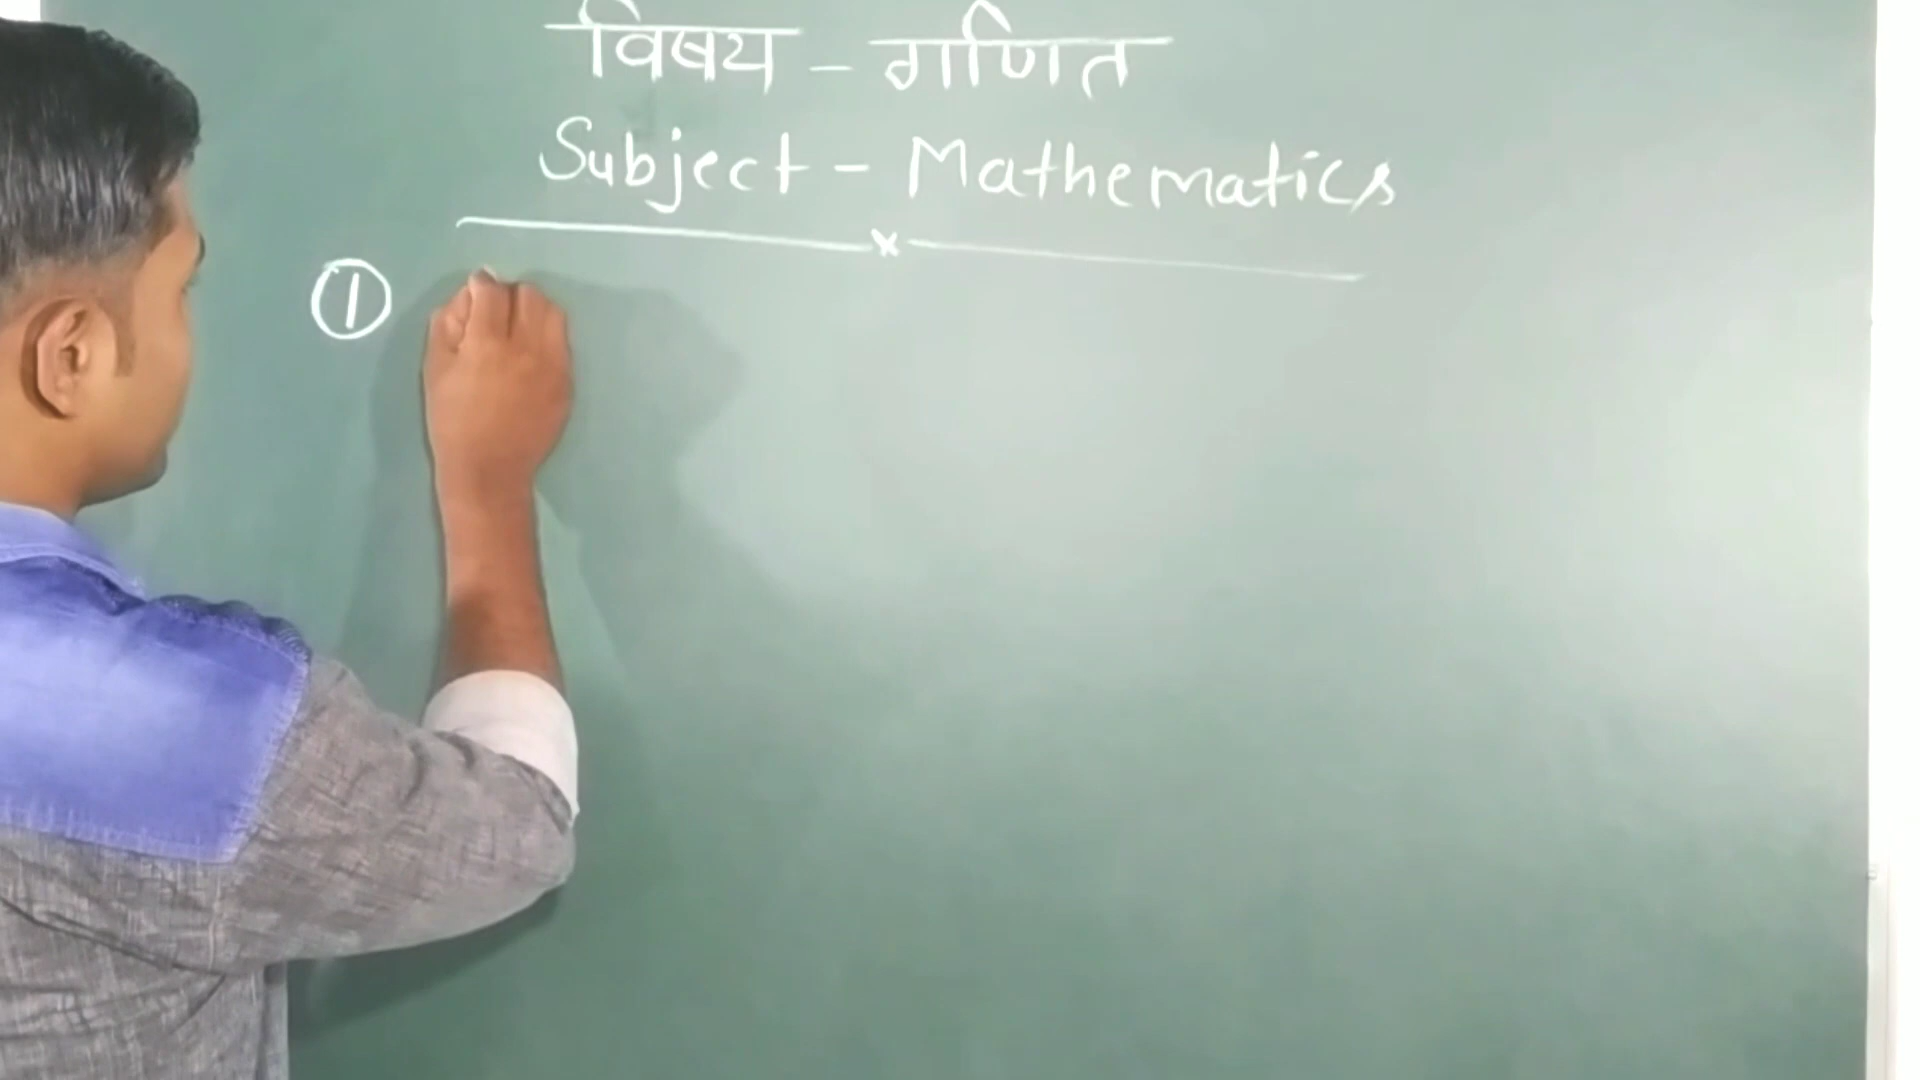 विषय – गणित
Subject – Mathematics
x
①